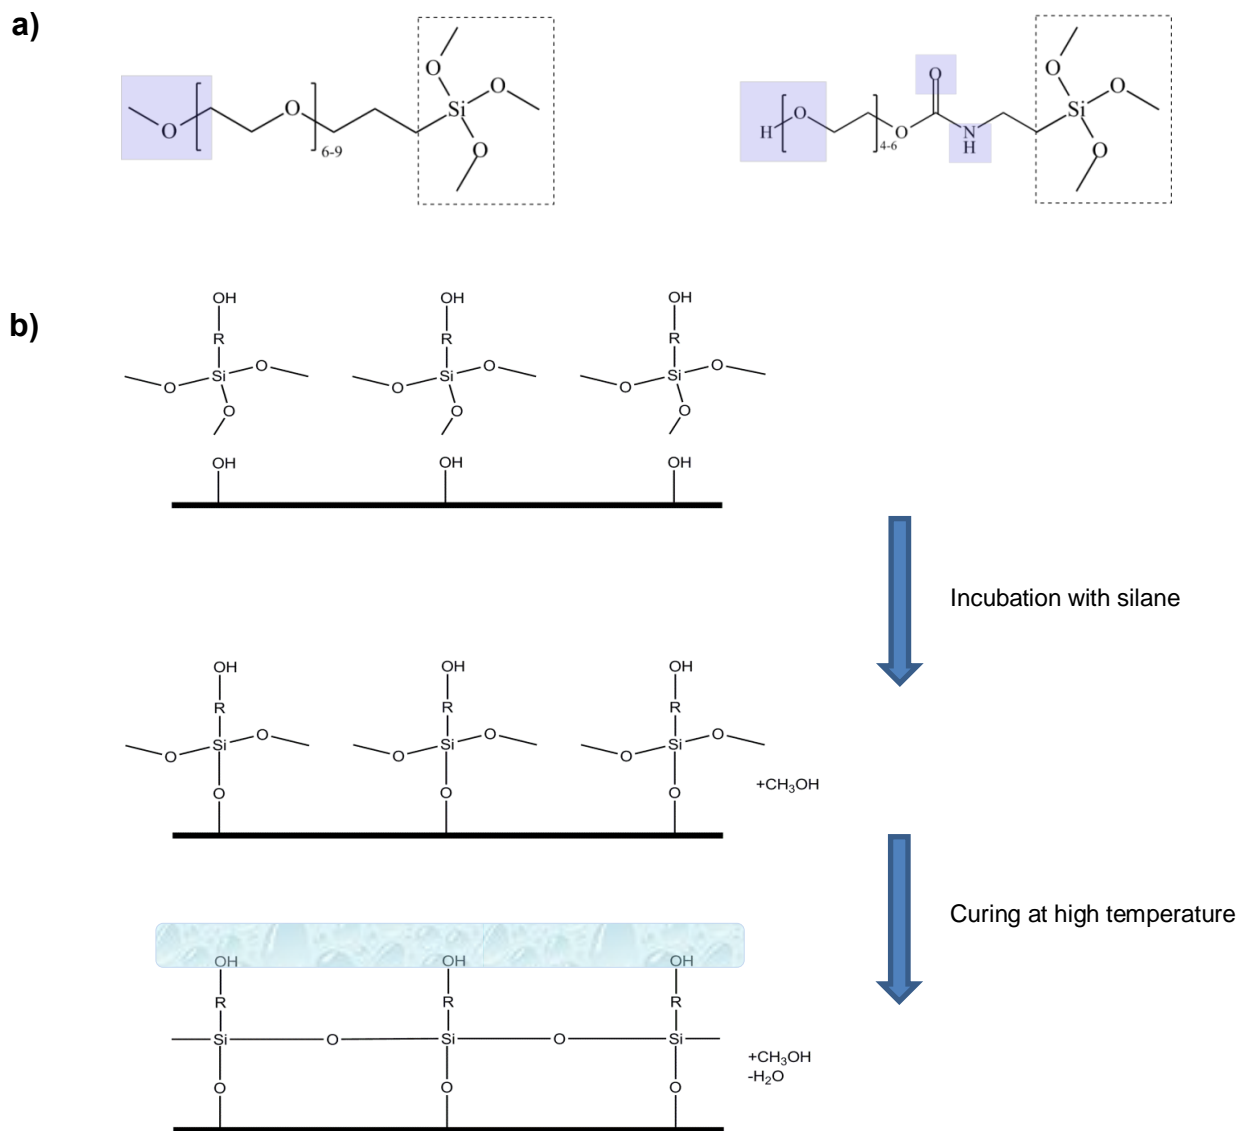 a)
O
O
6-9
O
Si
O
O
H
O
4-6
O
O
N
H
O
Si
O
O
b)
OH OH OH
R R R
O Si O O Si O O Si O
O O O
OH OH OH
Incubation with silane
OH OH OH
R R R
O Si O O Si O O Si O
O O O
+CH₃OH
Curing at high temperature
OH OH OH
R R R
Si O Si O Si
O O O
+CH₃OH
-H₂O